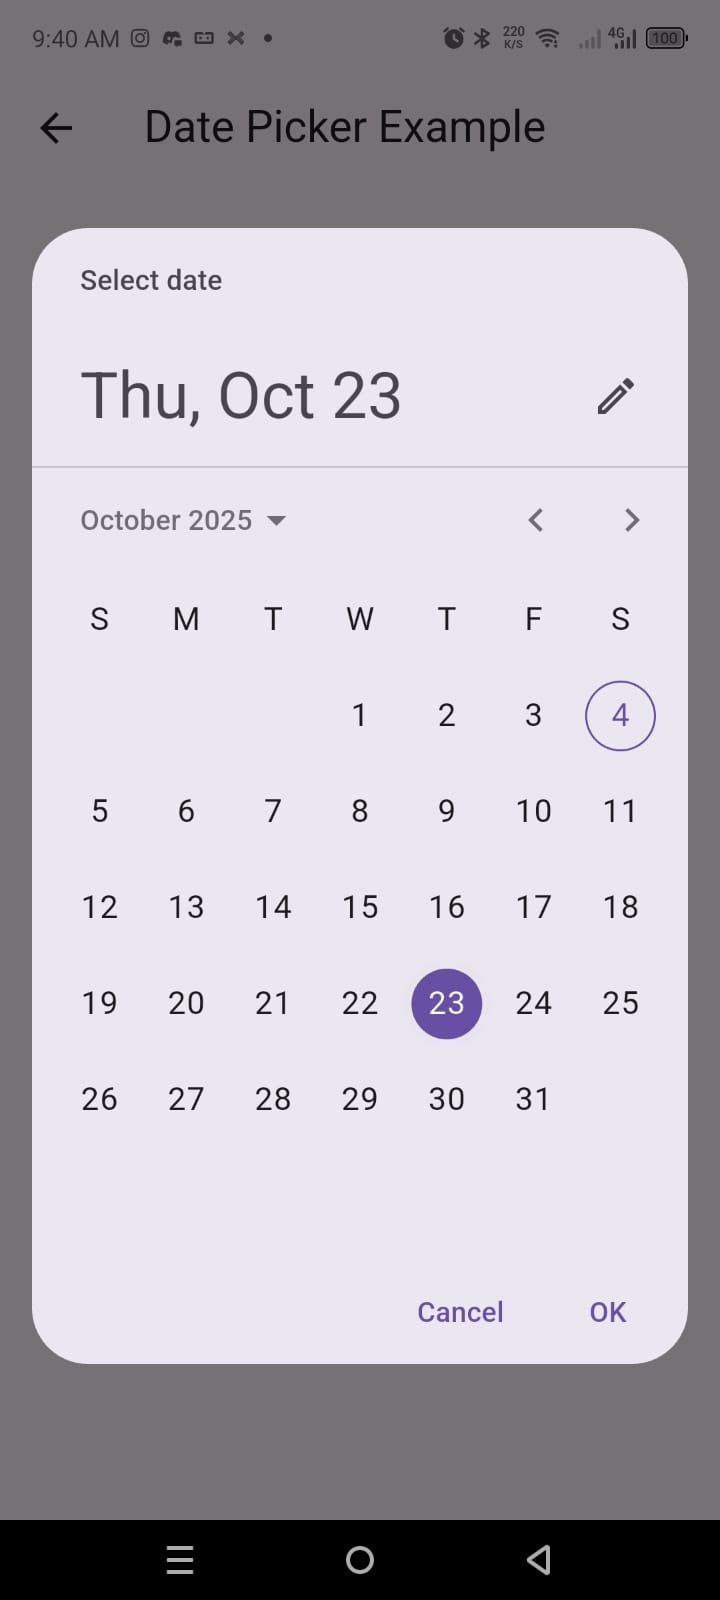 9:40 AM 220 K/S 4G 100
Date Picker Example
Select date
Thu, Oct 23
October 2025
S M T W T F S
1 2 3 4
5 6 7 8 9 10 11
12 13 14 15 16 17 18
19 20 21 22 23 24 25
26 27 28 29 30 31
Cancel OK